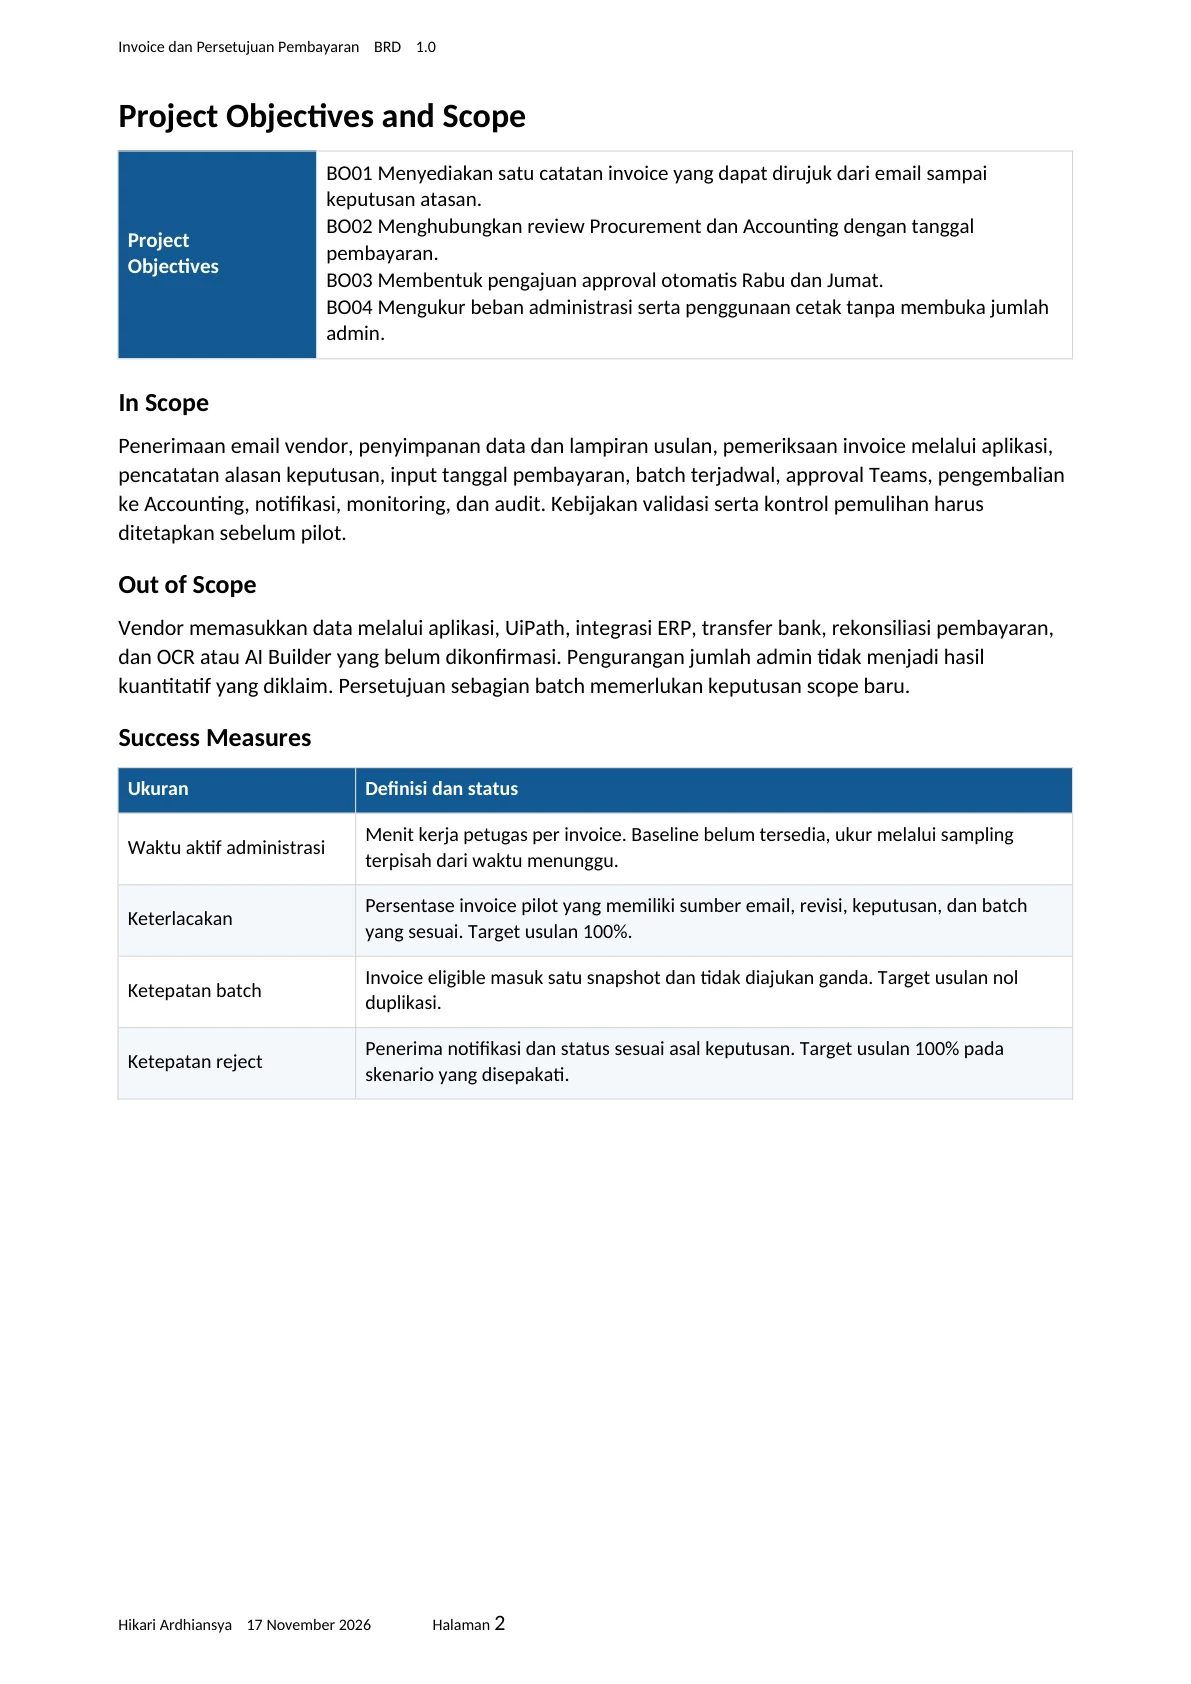 Invoice dan Persetujuan Pembayaran BRD 1.0
Project Objectives and Scope
Project
Objectives
BO01 Menyediakan satu catatan invoice yang dapat dirujuk dari email sampai
keputusan atasan.
BO02 Menghubungkan review Procurement dan Accounting dengan tanggal
pembayaran.
BO03 Membentuk pengajuan approval otomatis Rabu dan Jumat.
BO04 Mengukur beban administrasi serta penggunaan cetak tanpa membuka jumlah
admin.
In Scope
Penerimaan email vendor, penyimpanan data dan lampiran usulan, pemeriksaan invoice melalui aplikasi,
pencatatan alasan keputusan, input tanggal pembayaran, batch terjadwal, approval Teams, pengembalian
ke Accounting, notifikasi, monitoring, dan audit. Kebijakan validasi serta kontrol pemulihan harus
ditetapkan sebelum pilot.
Out of Scope
Vendor memasukkan data melalui aplikasi, UiPath, integrasi ERP, transfer bank, rekonsiliasi pembayaran,
dan OCR atau AI Builder yang belum dikonfirmasi. Pengurangan jumlah admin tidak menjadi hasil
kuantitatif yang diklaim. Persetujuan sebagian batch memerlukan keputusan scope baru.
Success Measures
Ukuran
Definisi dan status
Waktu aktif administrasi
Menit kerja petugas per invoice. Baseline belum tersedia, ukur melalui sampling
terpisah dari waktu menunggu.
Keterlacakan
Persentase invoice pilot yang memiliki sumber email, revisi, keputusan, dan batch
yang sesuai. Target usulan 100%.
Ketepatan batch
Invoice eligible masuk satu snapshot dan tidak diajukan ganda. Target usulan nol
duplikasi.
Ketepatan reject
Penerima notifikasi dan status sesuai asal keputusan. Target usulan 100% pada
skenario yang disepakati.
Hikari Ardhiansya 17 November 2026 Halaman 2